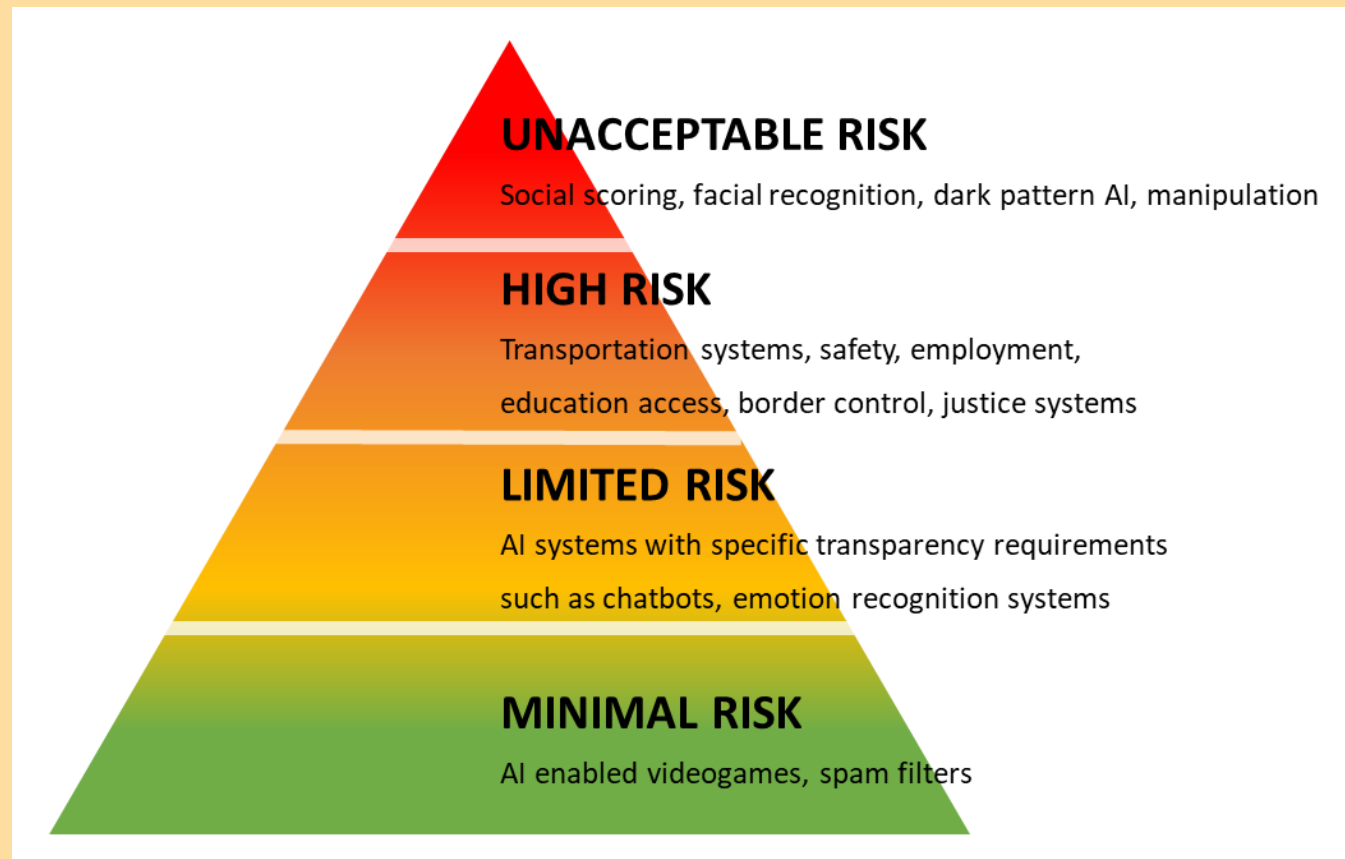 UNACCEPTABLE RISK
Social scoring, facial recognition, dark pattern AI, manipulation
HIGH RISK
Transportation systems, safety, employment,
education access, border control, justice systems
LIMITED RISK
AI systems with specific transparency requirements
such as chatbots, emotion recognition systems
MINIMAL RISK
AI enabled videogames, spam filters